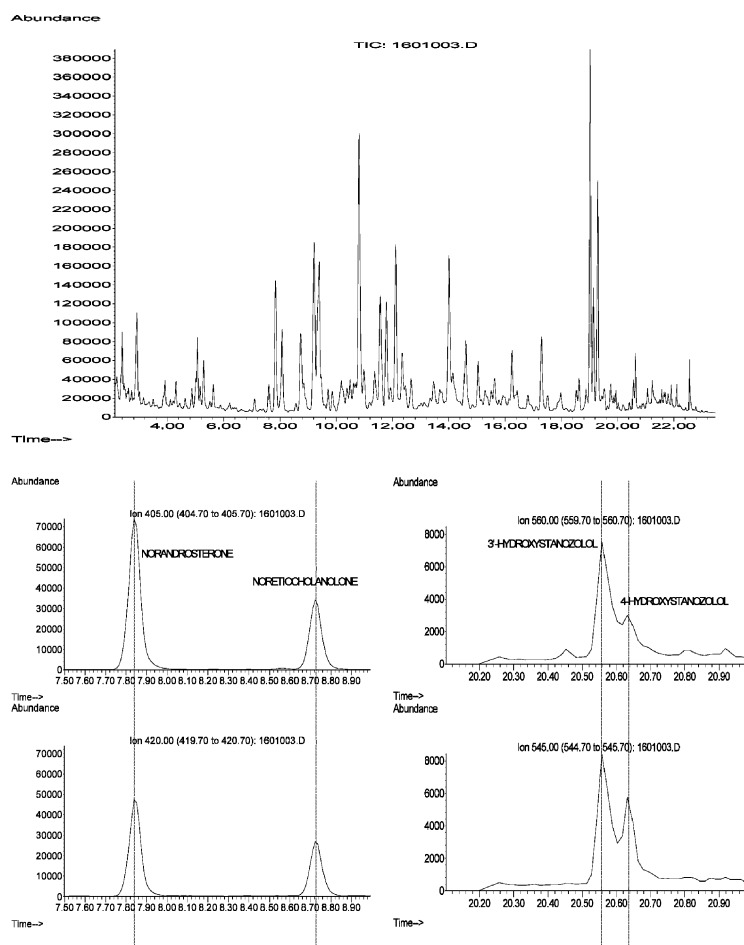 Abundance
TIC: 1601003.D
380000
360000
340000
320000
300000
280000
260000
240000
220000
200000
180000
160000
140000
120000
100000
80000
60000
40000
20000
0
4.00 6.00 8.00 10.00 12.00 14.00 16.00 18.00 20.00 22.00
Time-->
Abundance
Ion 405.00 (404.70 to 405.70): 1601003.D
70000
NORANDROSTERONE
60000
NORETIOCHOLANOLONE
50000
40000
30000
20000
10000
0
7.50 7.60 7.70 7.80 7.90 8.00 8.10 8.20 8.30 8.40 8.50 8.60 8.70 8.80 8.90
Time-->
Abundance
Ion 560.00 (559.70 to 560.70): 1601003.D
8000
3'-HYDROXYSTANOZOLOL
6000
4-HYDROXYSTANOZOLOL
4000
2000
0
20.20 20.30 20.40 20.50 20.60 20.70 20.80 20.90
Time-->
Abundance
Ion 420.00 (419.70 to 420.70): 1601003.D
70000
60000
50000
40000
30000
20000
10000
0
7.50 7.60 7.70 7.80 7.90 8.00 8.10 8.20 8.30 8.40 8.50 8.60 8.70 8.80 8.90
Time-->
Abundance
Ion 545.00 (544.70 to 545.70): 1601003.D
8000
6000
4000
2000
0
20.20 20.30 20.40 20.50 20.60 20.70 20.80 20.90
Time-->